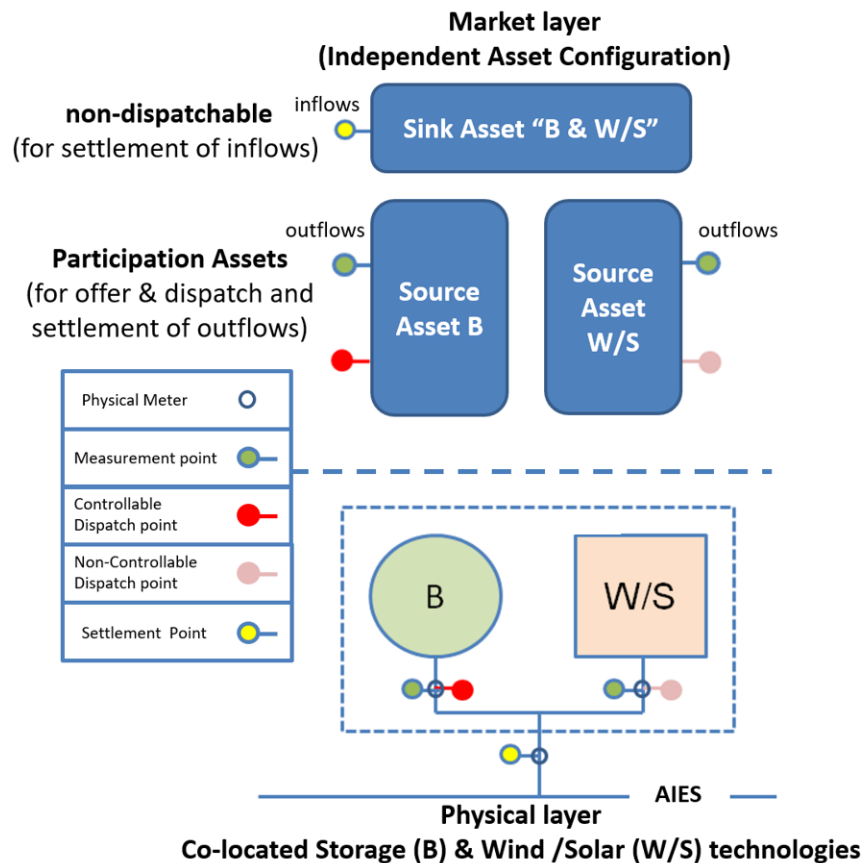 Market layer
(Independent Asset Configuration)
non-dispatchable
(for settlement of inflows)
inflows
Sink Asset “B & W/S”
Participation Assets
(for offer & dispatch and
settlement of outflows)
outflows
Source
Asset B
Source
Asset
W/S
outflows
Physical Meter
Measurement point
Controllable
Dispatch point
Non-Controllable
Dispatch point
Settlement Point
B
W/S
AIES
Physical layer
Co-located Storage (B) & Wind /Solar (W/S) technologies